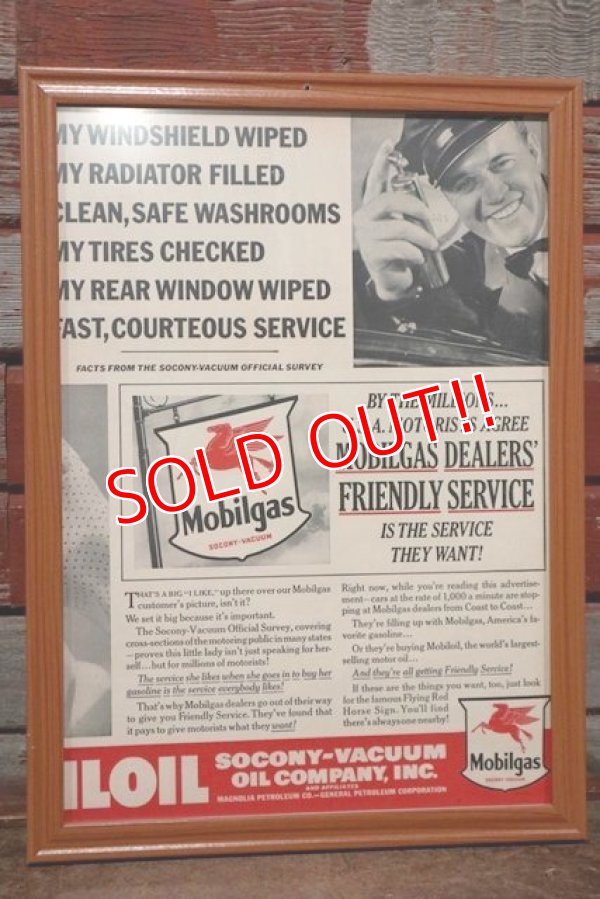 MY WINDSHIELD WIPED
MY RADIATOR FILLED
CLEAN, SAFE WASHROOMS
MY TIRES CHECKED
MY REAR WINDOW WIPED
FAST, COURTEOUS SERVICE
FACTS FROM THE SOCONY-VACUUM OFFICIAL SURVEY
Mobilgas
SOCONY-VACUUM
BY THE MILLIONS...
U.S.A. MOTORISTS AGREE
MOBILGAS DEALERS'
FRIENDLY SERVICE
IS THE SERVICE
THEY WANT!
SOLD OUT!!
THAT'S A BIG "I LIKE," up there over our Mobilgas
customer's picture, isn't it?
We set it big because it's important.
The Socony-Vacuum Official Survey, covering
cross-sections of the motoring public in many states
—proves this little lady isn't just speaking for her-
self...but for millions of motorists!
The service she likes when she goes in to buy her
gasoline is the service everybody likes!
That's why Mobilgas dealers go out of their way
to give you Friendly Service. They've found that
it pays to give motorists what they want!
Right now, while you're reading this advertise-
ment—cars at the rate of 1,000 a minute are stop-
ping at Mobilgas dealers from Coast to Coast...
They're filling up with Mobilgas, America's fa-
vorite gasoline...
Or they're buying Mobiloil, the world's largest-
selling motor oil...
And they're all getting Friendly Service!
If these are the things you want, too, just look
for the famous Flying Red
Horse Sign. You'll find
there's always one nearby!
ILOIL
SOCONY-VACUUM
OIL COMPANY, INC.
AND AFFILIATES
MAGNOLIA PETROLEUM CO.—GENERAL PETROLEUM CORPORATION
Mobilgas
SOCONY-VACUUM